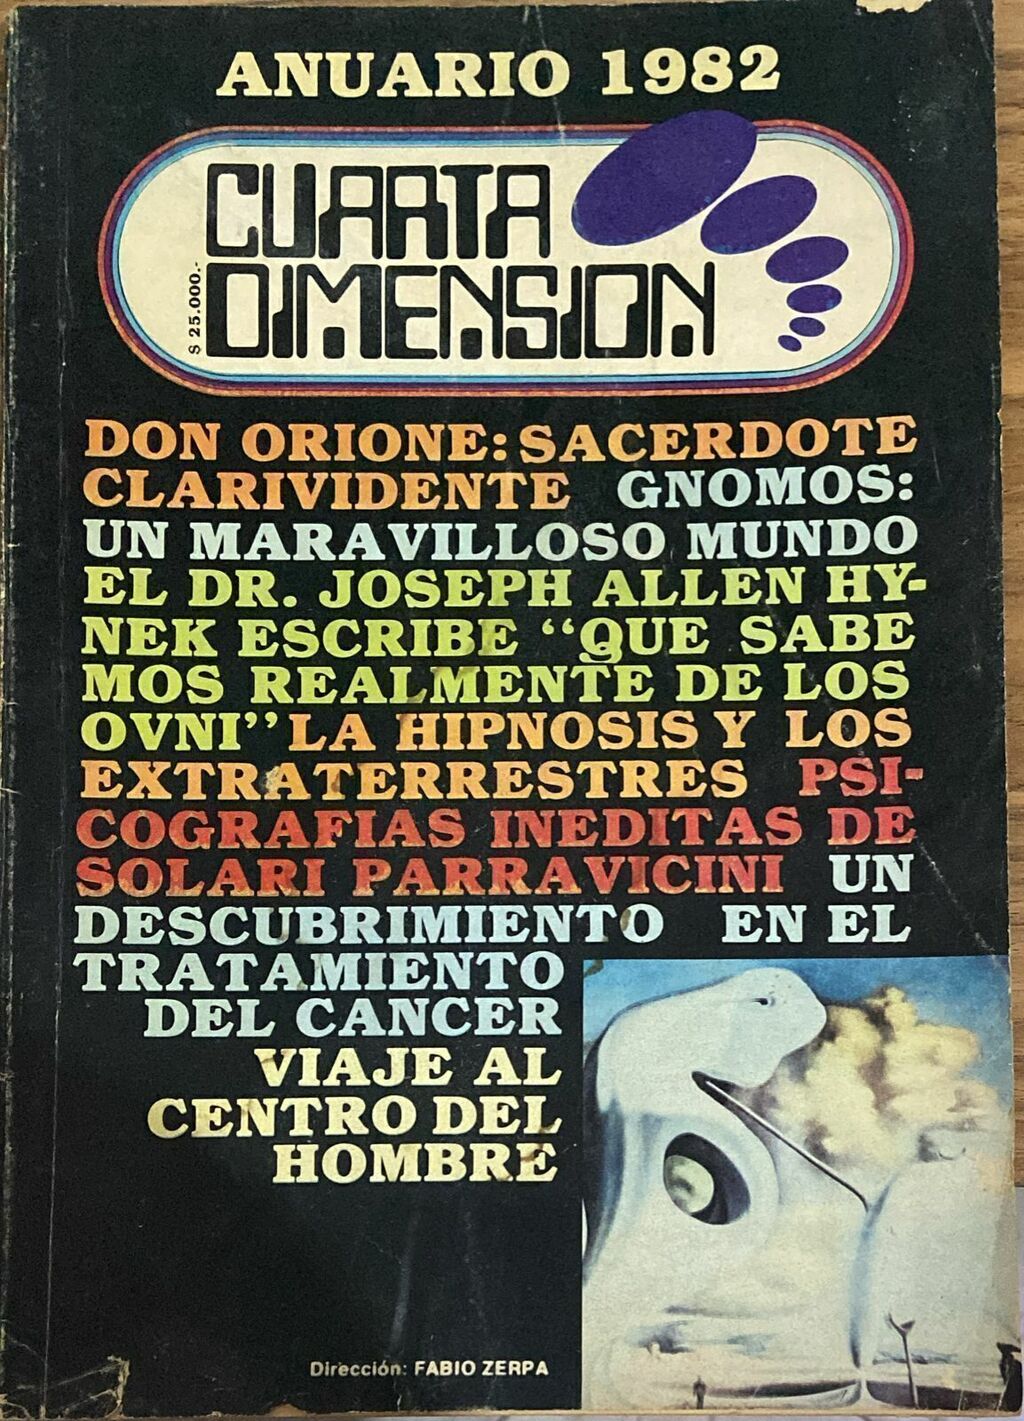 ANUARIO 1982
CUARTA
DIMENSION
$ 25.000.-
DON ORIONE: SACERDOTE
CLARIVIDENTE GNOMOS:
UN MARAVILLOSO MUNDO
EL DR. JOSEPH ALLEN HY-
NEK ESCRIBE “QUE SABE
MOS REALMENTE DE LOS
OVNI” LA HIPNOSIS Y LOS
EXTRATERRESTRES PSI-
COGRAFIAS INEDITAS DE
SOLARI PARRAVICINI UN
DESCUBRIMIENTO EN EL
TRATAMIENTO
DEL CANCER
VIAJE AL
CENTRO DEL
HOMBRE
Dirección: FABIO ZERPA